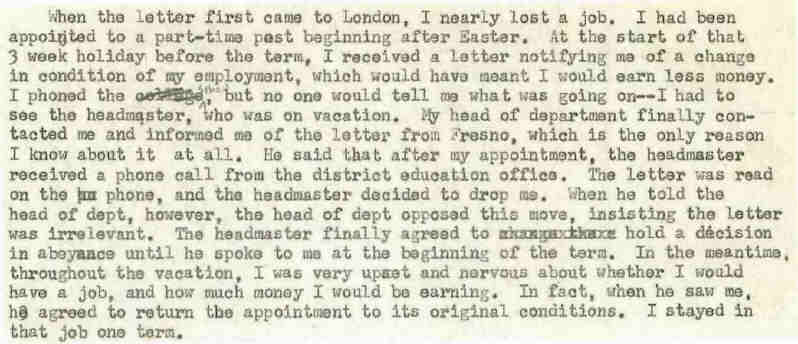 When the letter first came to London, I nearly lost a job. I had been
appointed to a part-time post beginning after Easter. At the start of that
3 week holiday before the term, I received a letter notifying me of a change
in condition of my employment, which would have meant I would earn less money.
I phoned the but no one would tell me what was going on--I had to
see the headmaster, who was on vacation. My head of department finally con-
tacted me and informed me of the letter from Fresno, which is the only reason
I know about it at all. He said that after my appointment, the headmaster
received a phone call from the district education office. The letter was read
on the phone, and the headmaster decided to drop me. When he told the
head of dept, however, the head of dept opposed this move, insisting the letter
was irrelevant. The headmaster finally agreed to hold a décision
in abeyance until he spoke to me at the beginning of the term. In the meantime,
throughout the vacation, I was very upset and nervous about whether I would
have a job, and how much money I would be earning. In fact, when he saw me,
he agreed to return the appointment to its original conditions. I stayed in
that job one term.